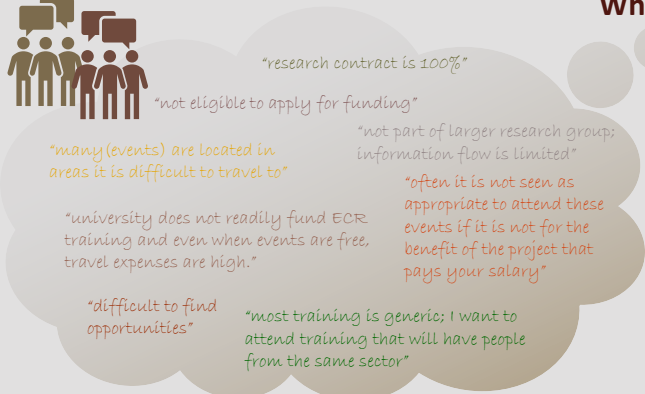 Wh
“research contract is 100%”
“not eligible to apply for funding”
“not part of larger research group;
information flow is limited”
“many (events) are located in
areas it is difficult to travel to”
“often it is not seen as
appropriate to attend these
events if it is not for the
benefit of the project that
pays your salary”
“university does not readily fund ECR
training and even when events are free,
travel expenses are high.”
“difficult to find
opportunities”
“most training is generic; I want to
attend training that will have people
from the same sector”